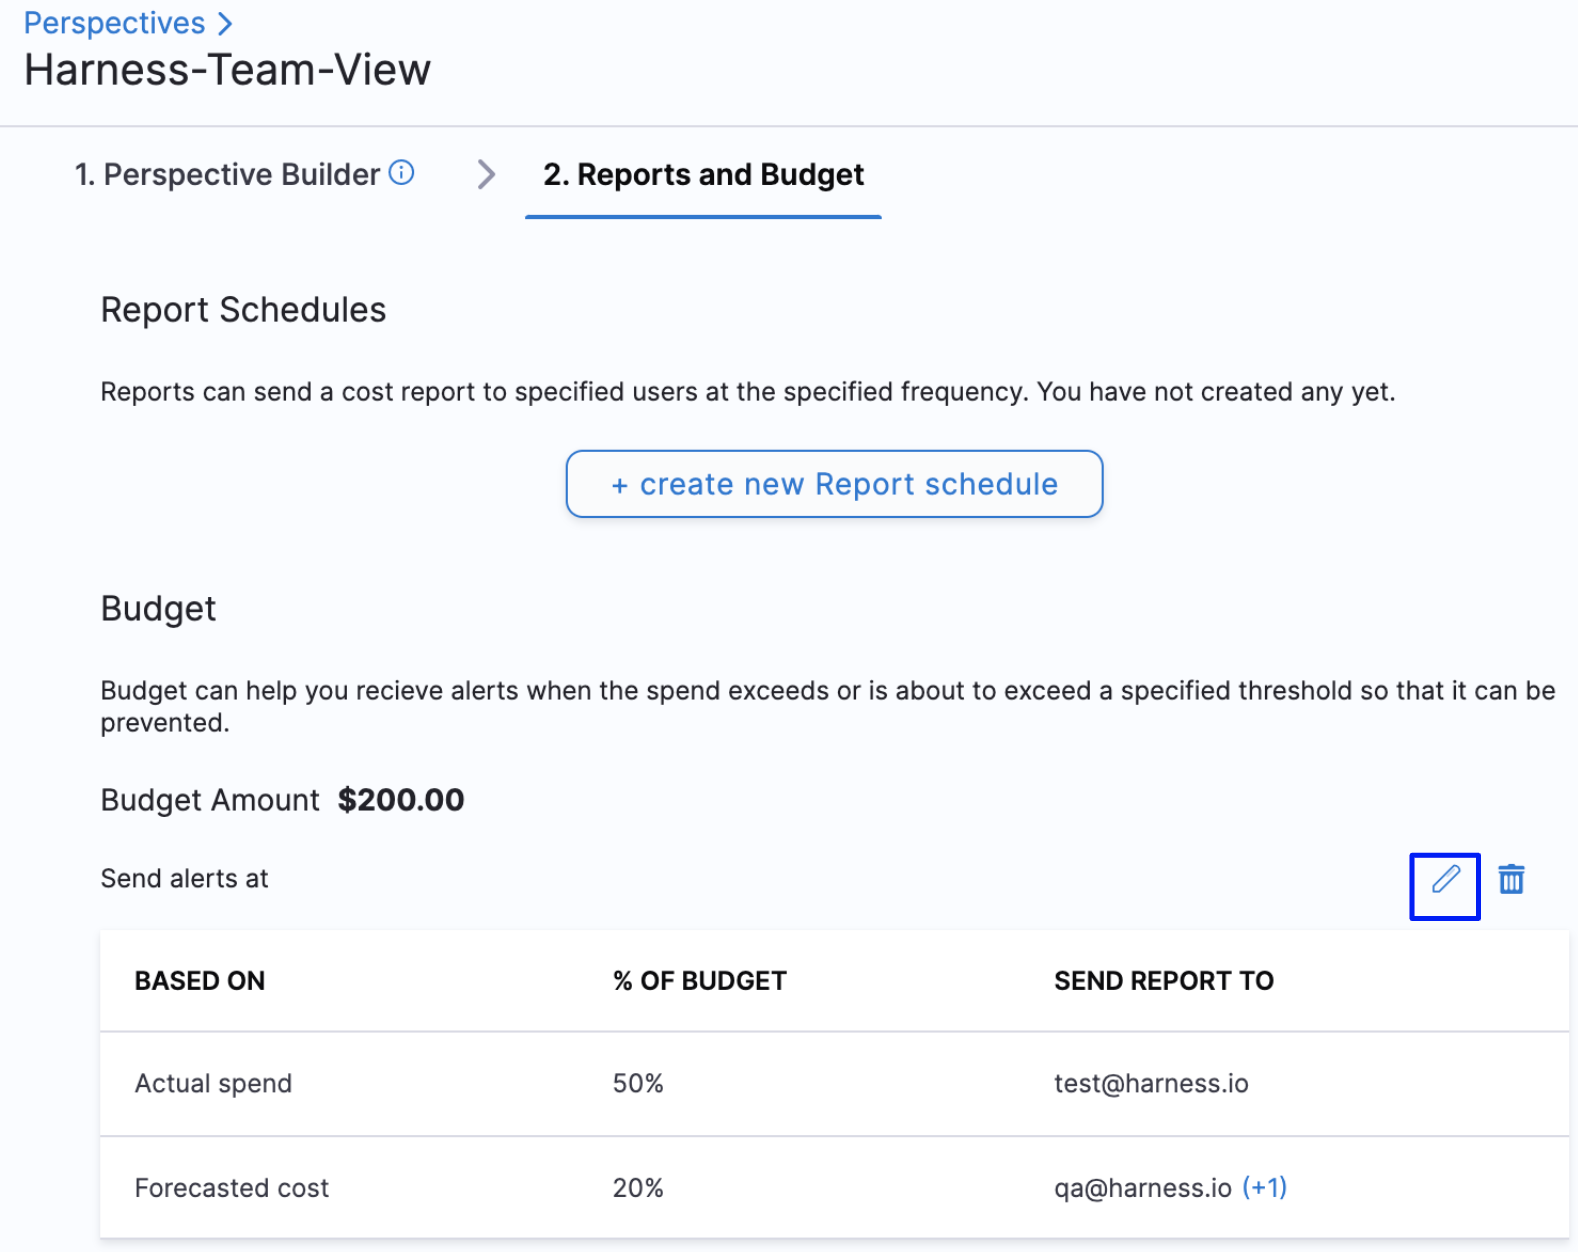 Perspectives >
Harness-Team-View
1. Perspective Builder
2. Reports and Budget
Report Schedules
Reports can send a cost report to specified users at the specified frequency. You have not created any yet.
+ create new Report schedule
Budget
Budget can help you recieve alerts when the spend exceeds or is about to exceed a specified threshold so that it can be
prevented.
Budget Amount $200.00
Send alerts at
BASED ON % OF BUDGET SEND REPORT TO
Actual spend 50% test@harness.io
Forecasted cost 20% qa@harness.io (+1)